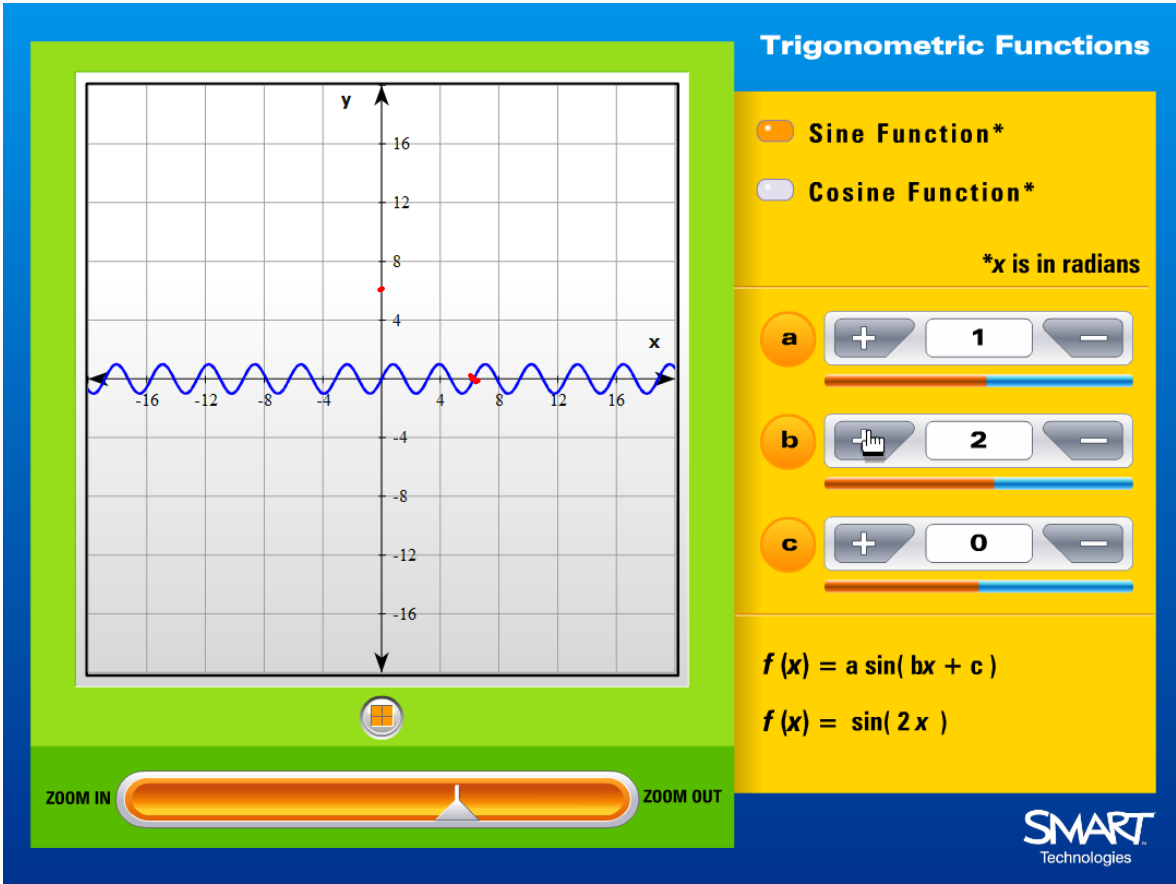 Trigonometric Functions
y
16
12
8
4
x
-16 -12 -8 -4 4 8 12 16
-4
-8
-12
-16
Sine Function*
Cosine Function*
*x is in radians
a + 1 −
b + 2 −
c + 0 −
f (x) = a sin( bx + c )
f (x) = sin( 2 x )
ZOOM IN ZOOM OUT
SMART
Technologies